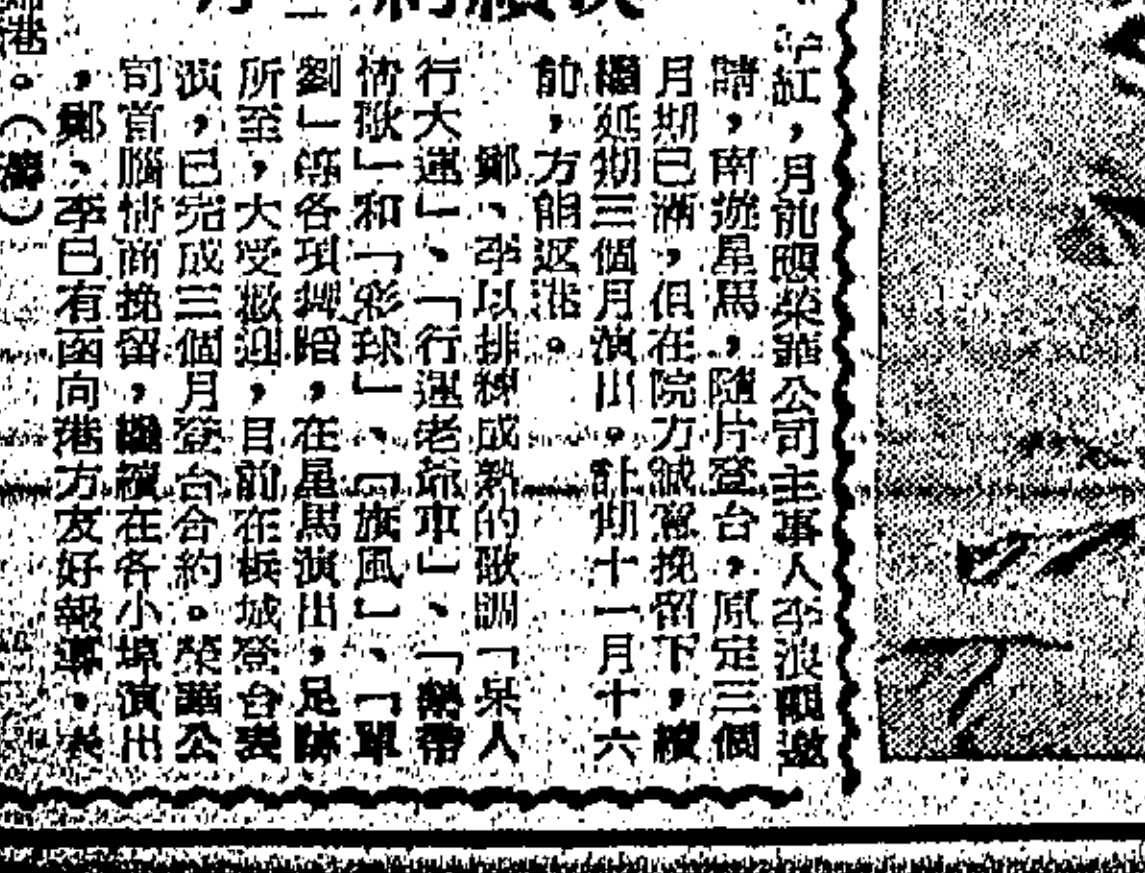 紅，月前應榮華公司主事人李浪邀
請，南遊星馬，隨片登台，原定三個
月期已滿，但在院方誠意挽留下，續
繼延期三個月演出。計期十一月十六
前，方能返港。
鄭、李以排練成熟的歌調「呆人
行大運」、「行運老爺車」、「熱帶
情歌」和「彩球」、「旗風」、「單
劉」等各項舞蹈，在星馬演出，足跡
所至，大受歡迎，目前在板城登台表
演，已完成三個月登台合約。榮華公
司首腦情商挽留，繼續在各小埠演出
，鄭、李已有函向港方友好報導，
港。（濤）